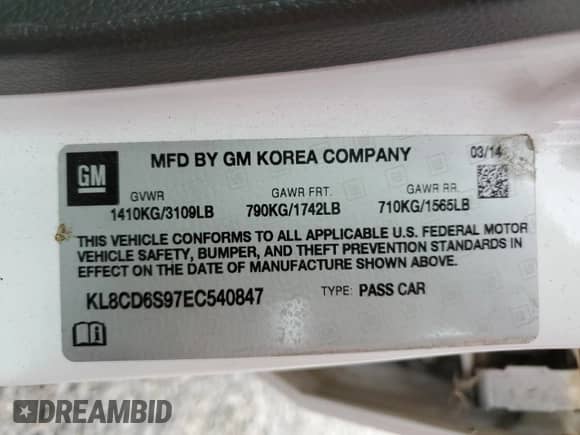 GM
MFD BY GM KOREA COMPANY
03/14
GVWR
GAWR FRT.
GAWR RR.
1410KG/3109LB
790KG/1742LB
710KG/1565LB
THIS VEHICLE CONFORMS TO ALL APPLICABLE U.S. FEDERAL MOTOR
VEHICLE SAFETY, BUMPER, AND THEFT PREVENTION STANDARDS IN
EFFECT ON THE DATE OF MANUFACTURE SHOWN ABOVE.
KL8CD6S97EC540847
TYPE: PASS CAR
DREAMBID